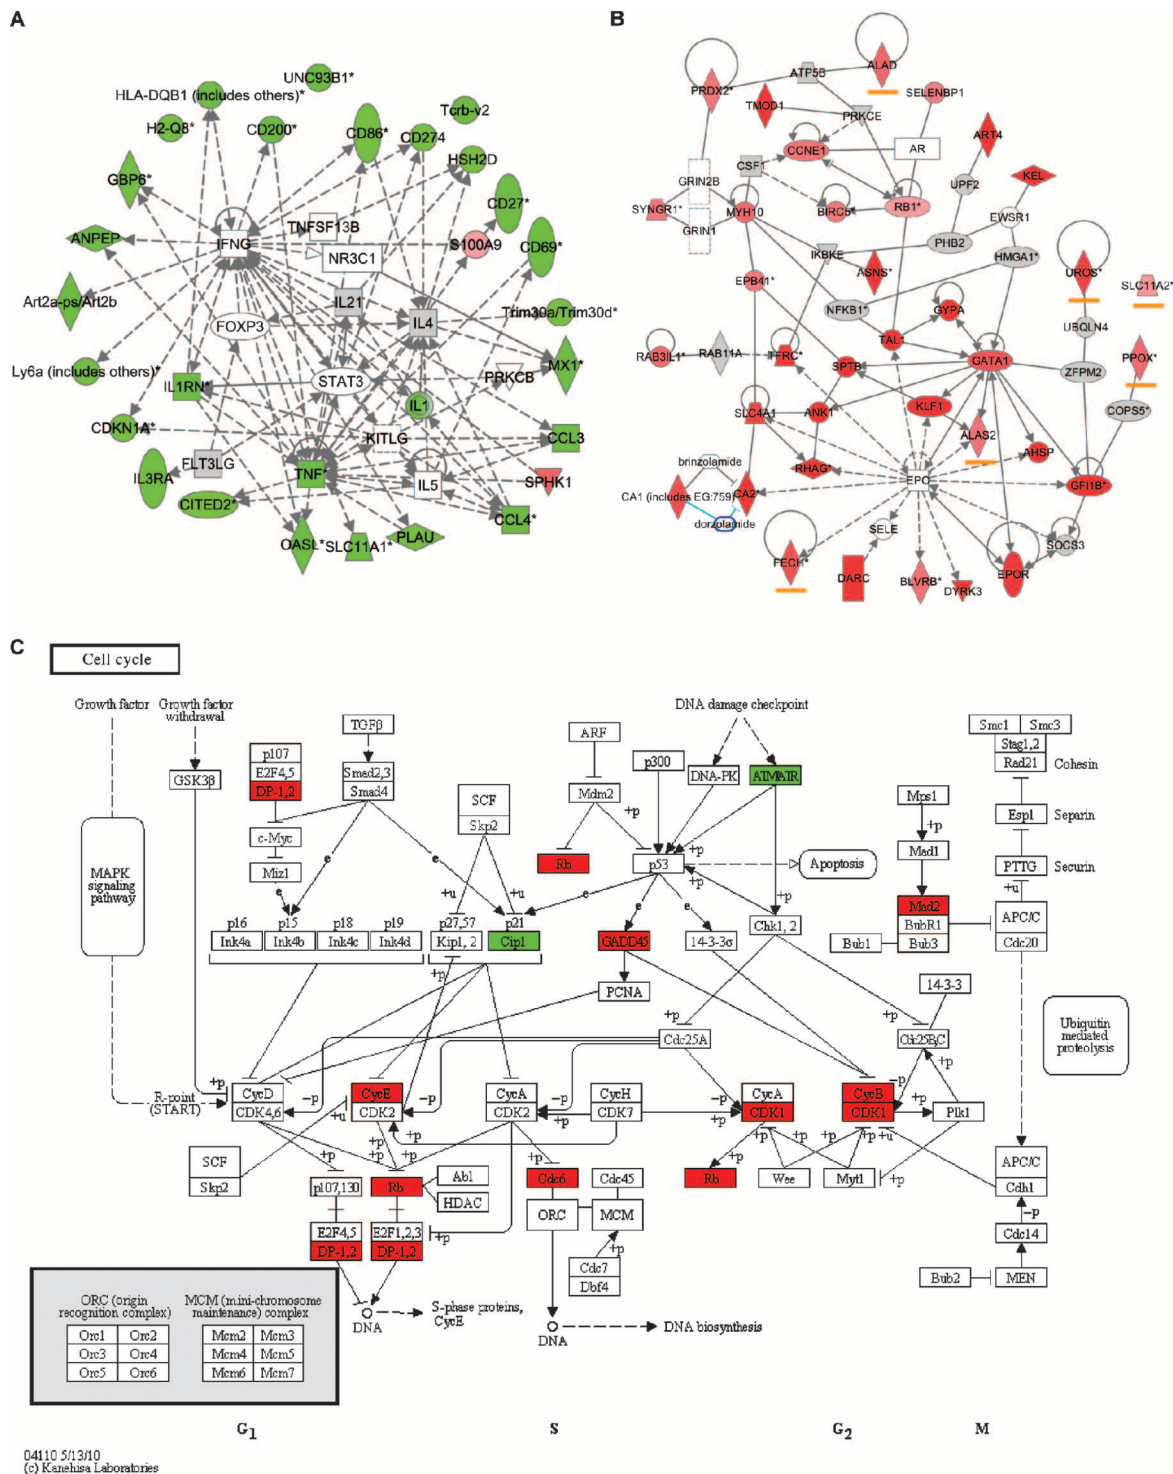 A
UNC93B1*
HLA-DQB1 (includes others)*
Tcrb-v2
H2-Q8*
CD200*
CD86*
CD274
HSH2D
GBP6*
CD27*
TNFSF13B
S100A9
ANPEP
IFNG
CD69*
NR3C1
Art2a-ps/Art2b
IL21
Trim30a/Trim30d*
FOXP3
IL4
Ly6a (includes others)*
STAT3
PRKCB
MX1*
IL1RN*
IL1
CDKN1A*
KITLG
CCL3
IL3RA
FLT3LG
TNF*
IL5
SPHK1
CITED2*
CCL4*
OASL*
SLC11A1*
PLAU
B
ALAD
ATP5B
PRDX2*
SELENBP1
TMOD1
PRKCE
ART4
CCNE1
AR
CSF1
GRIN2B
UPF2
KEL
SYNGR1*
MYH10
BIRC5*
RB1*
EWSR1
GRIN1
PHB2
IKBKE
HMGA1*
EPB41*
ASNS*
UROS*
SLC11A2*
NFKB1*
GYPA
UBQLN4
TAL1
RAB3IL1*
RAB11A
TFRC*
SPTB
GATA1
PPOX*
ZFPM2
SLC4A1
ANK1
KLF1
COPS5*
ALAS2
brinzolamide
RHAG*
AHSP
EPO
GFI1B*
CA1 (includes EG:759)
CA2*
dorzolamide
SELE
SOCS3
FECH*
DARC
BLVRB*
DYRK3
EPOR
C
Cell cycle
Growth factor
Growth factor
withdrawal
TGFβ
DNA damage checkpoint
Smc1
Smc3
ARF
Stag1,2
p107
p300
Rad21
Cohesin
E2F4,5
GSK3β
Smad2,3
DNA-PK
ATM/ATR
DP-1,2
Smad4
SCF
Mdm2
Mps1
Skp2
+p
Esp1
Separin
c-Myc
+p
MAPK
signaling
pathway
Miz1
e
e
Rb
p53
+p
Apoptosis
Mad1
PTTG
Securin
e
+u
+u
+p
+p
+u
p16
p15
p18
p19
p27,57
p21
e
e
Chk1, 2
Mad2
APC/C
Ink4a
Ink4b
Ink4c
Ink4d
Kip1, 2
Cip1
GADD45
14-3-3σ
BubR1
Cdc20
Bub1
Bub3
+p
PCNA
14-3-3
+p
+p
Cdc25A
Cdc25B,C
Ubiquitin
mediated
proteolysis
+p
R-point
(START)
+p
CycD
CDK4,6
−p
CycE
CDK2
−p
CycA
CDK2
−p
CycH
CDK7
−p
CycA
CDK1
CycB
CDK1
−p
+p
Plk1
+u
+p
+p
+p
+p
+p
+u
SCF
+p
+p
+p
+p
APC/C
Skp2
p107,130
Rb
Abl
Cdc6
Cdc45
Rb
Wee
Myt1
+p
Cdh1
HDAC
ORC
MCM
−p
E2F4,5
E2F1,2,3
+p
Cdc14
DP-1,2
DP-1,2
Cdc7
+p
Dbf4
Bub2
MEN
ORC (origin
recognition complex)
MCM (mini-chromosome
maintenance) complex
DNA
S-phase proteins,
CycE
DNA
DNA biosynthesis
Orc1
Orc2
Mcm2
Mcm3
Orc3
Orc4
Mcm4
Mcm5
Orc5
Orc6
Mcm6
Mcm7
G1
S
G2
M
04110 5/13/10
(c) Kanehisa Laboratories